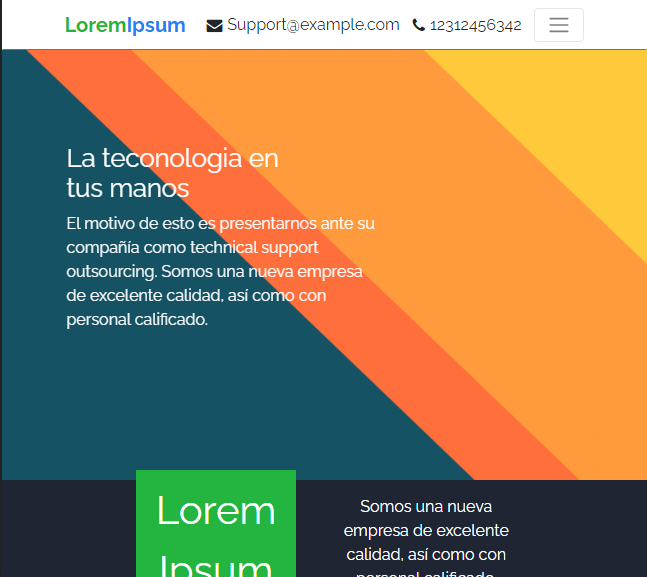 LoremIpsum Support@example.com 12312456342
La teconologia en
tus manos
El motivo de esto es presentarnos ante su
compañía como technical support
outsourcing. Somos una nueva empresa
de excelente calidad, así como con
personal calificado.
Lorem
Ipsum
Somos una nueva
empresa de excelente
calidad, así como con
personal calificado